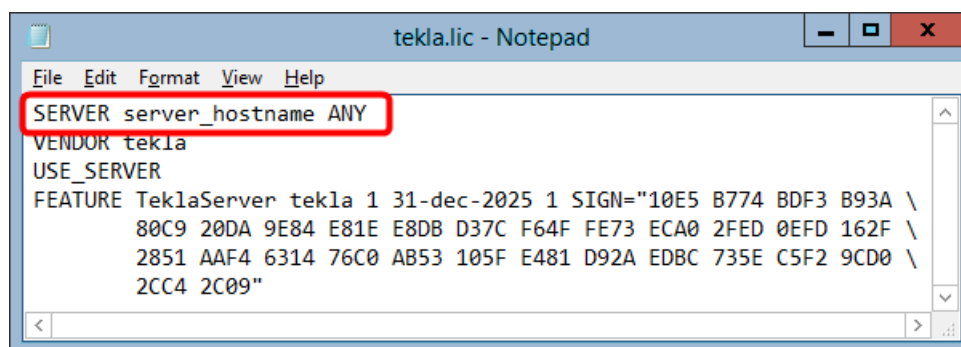 tekla.lic - Notepad
File Edit Format View Help
SERVER server_hostname ANY
VENDOR tekla
USE_SERVER
FEATURE TeklaServer tekla 1 31-dec-2025 1 SIGN="10E5 B774 BDF3 B93A \
80C9 20DA 9E84 E81E E8DB D37C F64F FE73 ECA0 2FED 0EFD 162F \
2851 AAF4 6314 76C0 AB53 105F E481 D92A EDBC 735E C5F2 9CD0 \
2CC4 2C09"